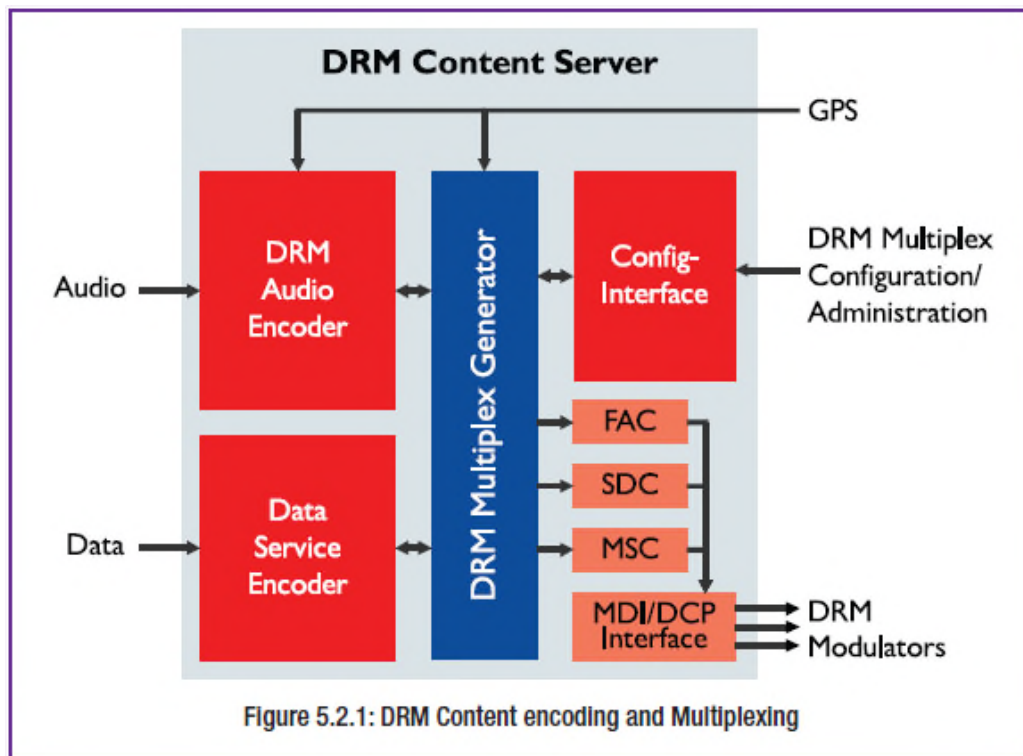 DRM Content Server
GPS
DRM
Audio
Encoder
DRM Multiplex Generator
Config-
Interface
DRM Multiplex
Configuration/
Administration
Audio
FAC
SDC
MSC
Data
Service
Encoder
Data
MDI/DCP
Interface
DRM
Modulators
Figure 5.2.1: DRM Content encoding and Multiplexing